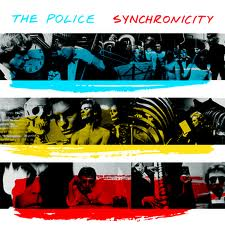 THE POLICE SYNCHRONICITY